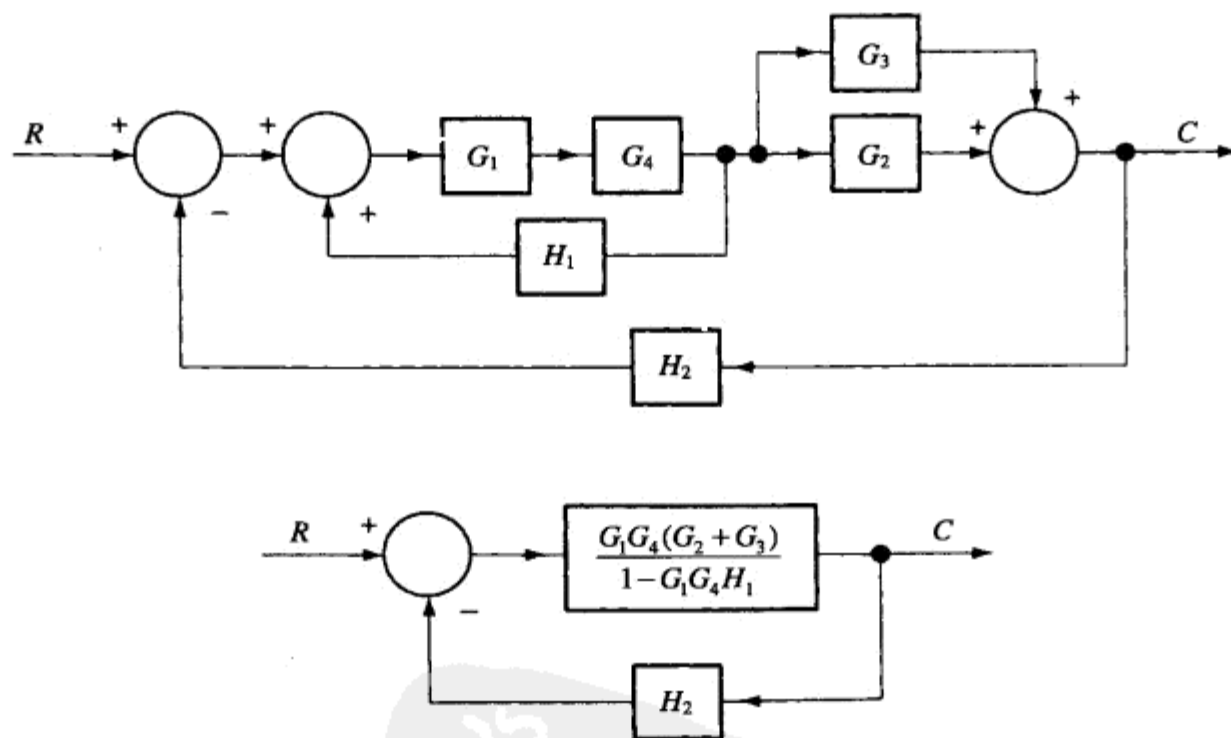 G₃
R + + G₁ G₄ + G₂ + C
− + H₁
H₂
R + G₁G₄(G₂ + G₃) C
1 − G₁G₄H₁
−
H₂